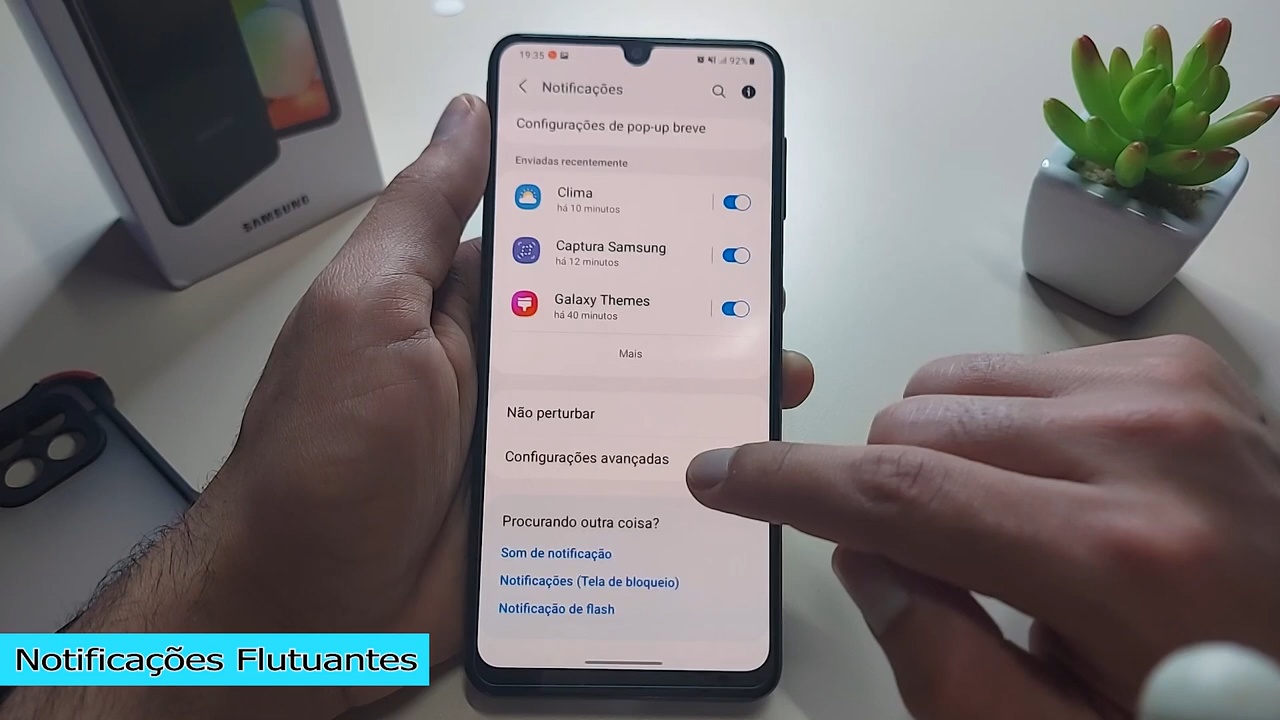 SAMSUNG
19:35
92%
Notificações
Configurações de pop-up breve
Enviadas recentemente
Clima
há 10 minutos
Captura Samsung
há 12 minutos
Galaxy Themes
há 40 minutos
Mais
Não perturbar
Configurações avançadas
Procurando outra coisa?
Som de notificação
Notificações (Tela de bloqueio)
Notificação de flash
Notificações Flutuantes